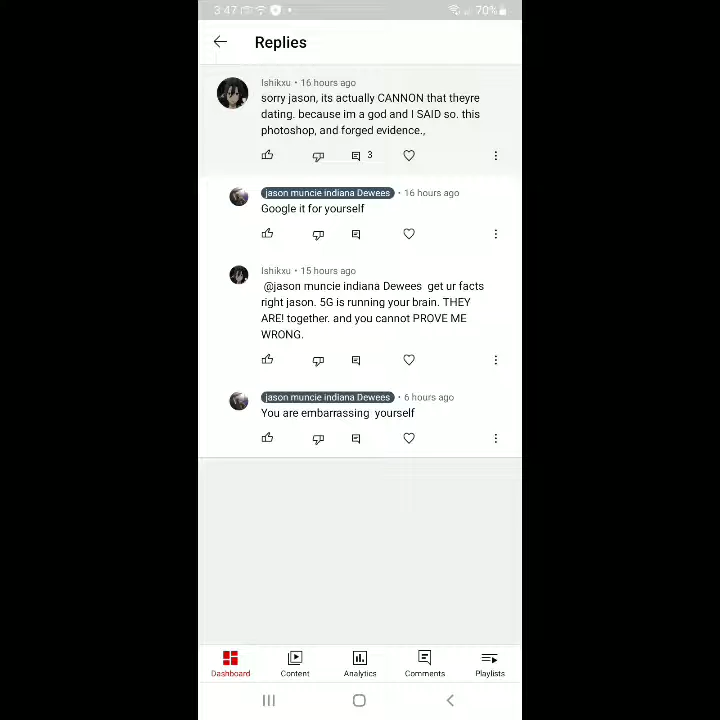 3:47
70%
Replies
Ishikxu • 16 hours ago
sorry jason, its actually CANNON that theyre
dating. because im a god and I SAID so. this
photoshop, and forged evidence.,
3
jason muncie indiana Dewees • 16 hours ago
Google it for yourself
Ishikxu • 15 hours ago
@jason muncie indiana Dewees get ur facts
right jason. 5G is running your brain. THEY
ARE! together. and you cannot PROVE ME
WRONG.
jason muncie indiana Dewees • 6 hours ago
You are embarrassing yourself
Dashboard Content Analytics Comments Playlists